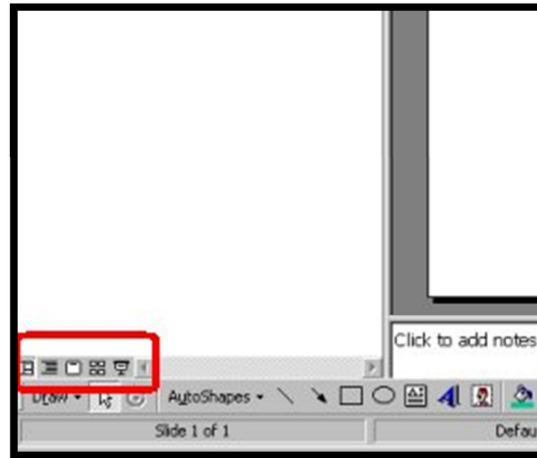 Click to add notes
Draw AutoShapes
Slide 1 of 1 Defau